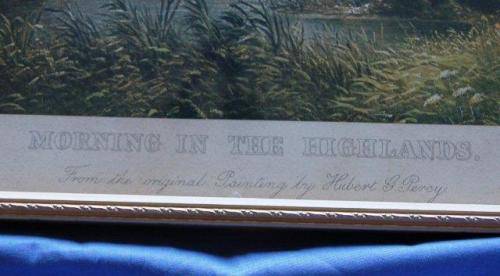 MORNING IN THE HIGHLANDS.
From the original Painting by Hubert G. Percy